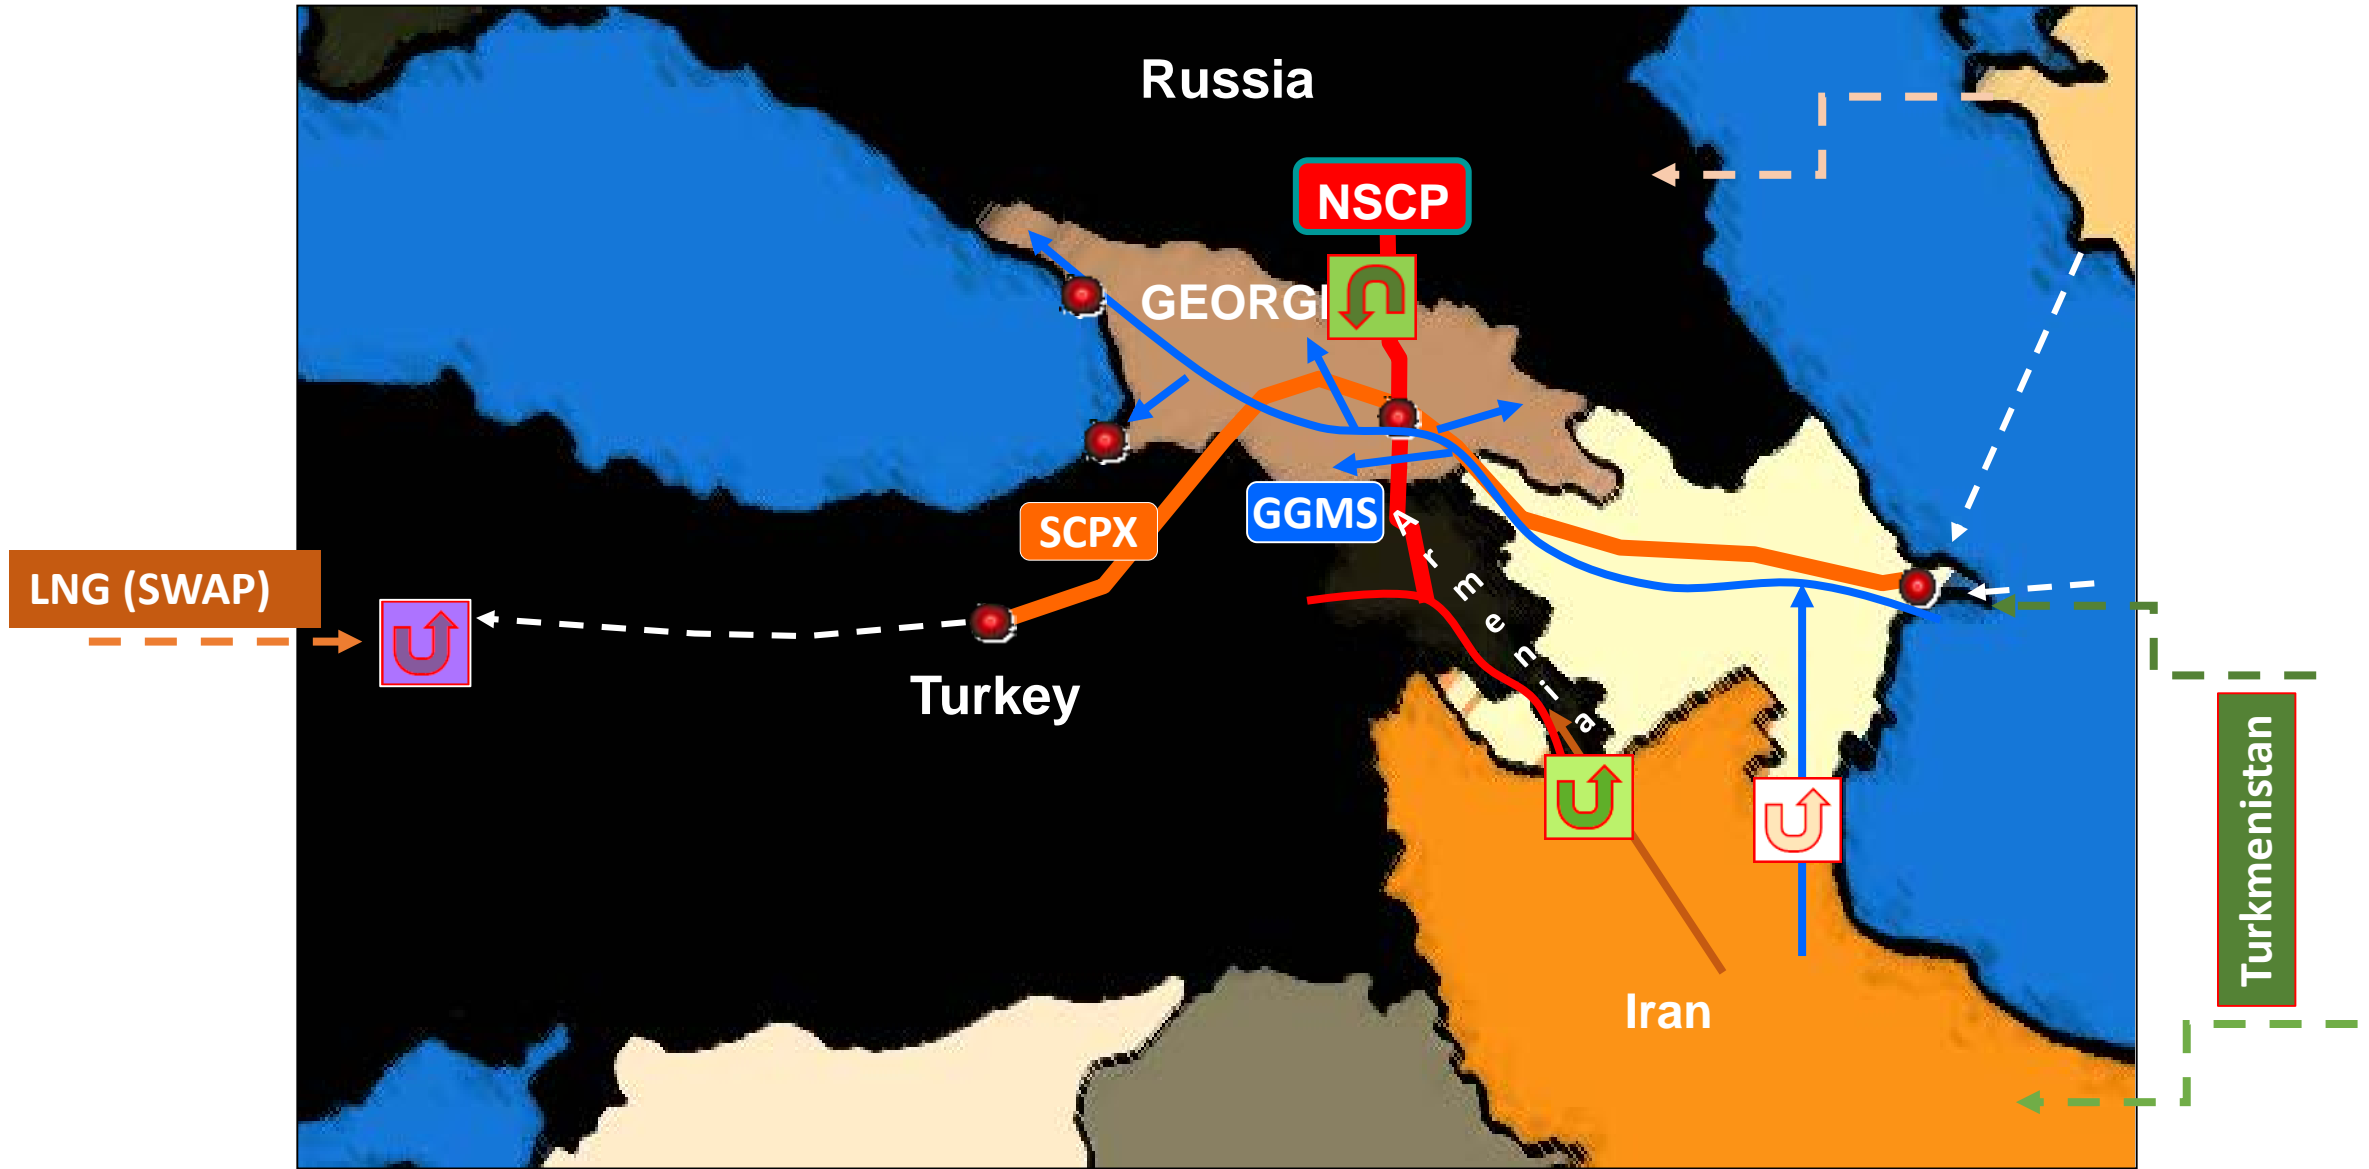 Russia
NSCP
GEORGI
GGMS
SCPX
Armenia
LNG (SWAP)
Turkey
Turkmenistan
Iran